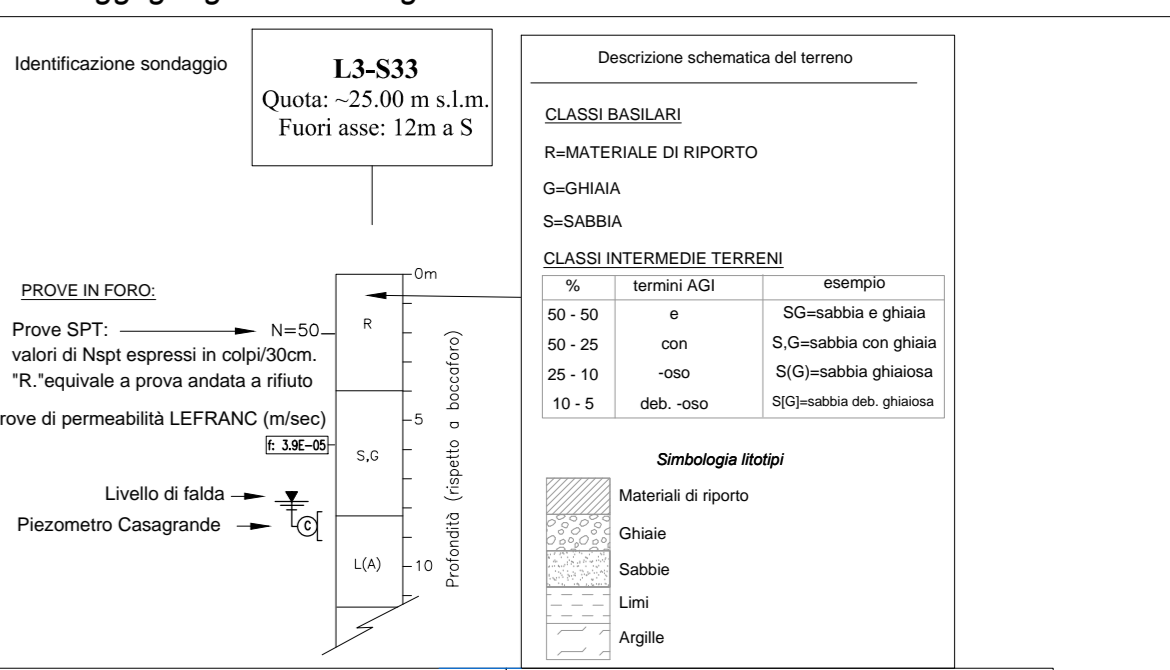 Identificazione sondaggio
L3-S33
Quota: ~25.00 m s.l.m.
Fuori asse: 12m a S
Descrizione schematica del terreno
CLASSI BASILARI
R=MATERIALE DI RIPORTO
G=GHIAIA
S=SABBIA
CLASSI INTERMEDIE TERRENI
% termini AGI esempio
50 - 50 e SG=sabbia e ghiaia
50 - 25 con S,G=sabbia con ghiaia
25 - 10 -oso S(G)=sabbia ghiaiosa
10 - 5 deb. -oso S[G]=sabbia deb. ghiaiosa
Simbologia litotipi
Materiali di riporto
Ghiaie
Sabbie
Limi
Argille
PROVE IN FORO:
Prove SPT:
N=50
valori di Nspt espressi in colpi/30cm.
"R."equivale a prova andata a rifiuto
rove di permeabilità LEFRANC (m/sec)
f: 3.9E-05
Livello di falda
Piezometro Casagrande
C
R
S,G
L(A)
0m
5
10
Profondità (rispetto a boccaforo)